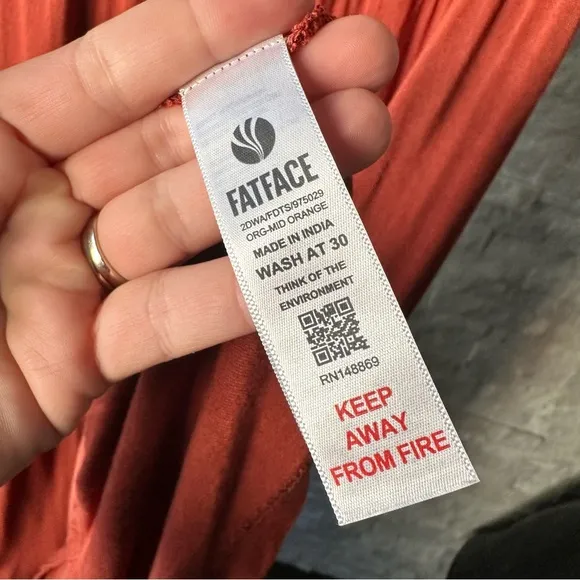 FATFACE
2DWA/FDTS/975029
ORG-MID ORANGE
MADE IN INDIA
WASH AT 30
THINK OF THE
ENVIRONMENT
RN148869
KEEP
AWAY
FROM FIRE